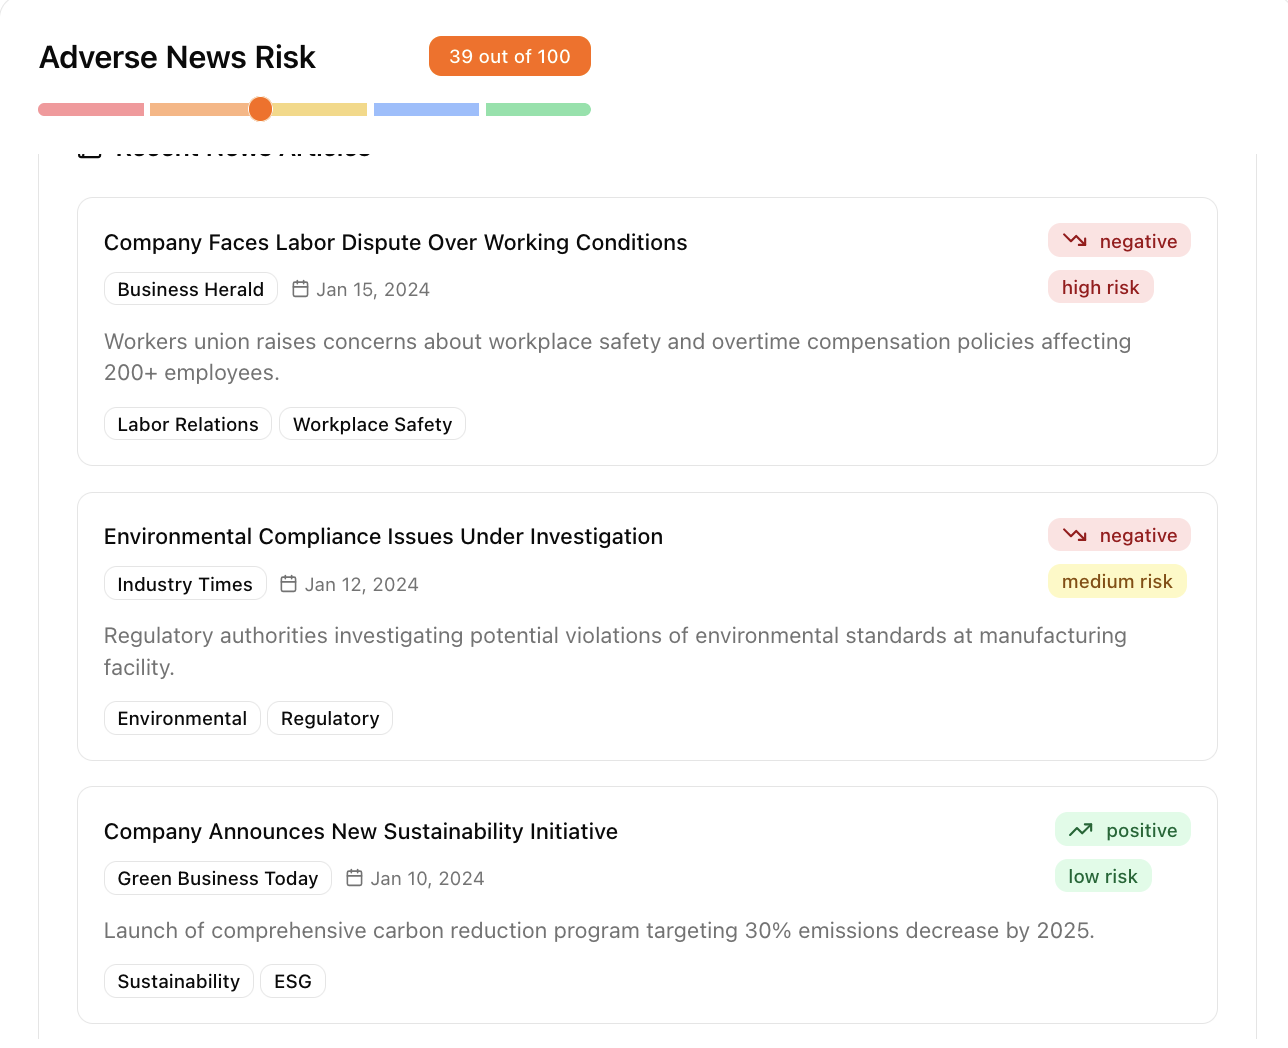 Adverse News Risk
39 out of 100
Recent News Articles
Company Faces Labor Dispute Over Working Conditions
negative
Business Herald
Jan 15, 2024
high risk
Workers union raises concerns about workplace safety and overtime compensation policies affecting
200+ employees.
Labor Relations
Workplace Safety
Environmental Compliance Issues Under Investigation
negative
Industry Times
Jan 12, 2024
medium risk
Regulatory authorities investigating potential violations of environmental standards at manufacturing
facility.
Environmental
Regulatory
Company Announces New Sustainability Initiative
positive
Green Business Today
Jan 10, 2024
low risk
Launch of comprehensive carbon reduction program targeting 30% emissions decrease by 2025.
Sustainability
ESG